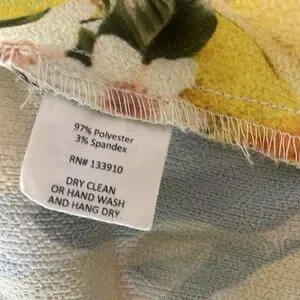 97% Polyester
3% Spandex
RN# 133910
DRY CLEAN
OR HAND WASH
AND HANG DRY